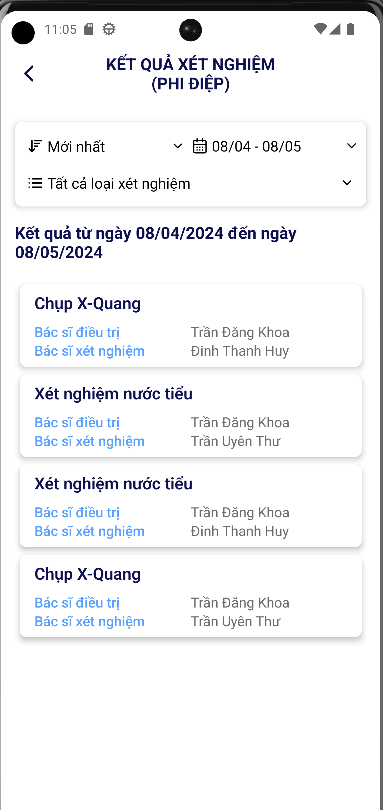 11:05
KẾT QUẢ XÉT NGHIỆM
(PHI ĐIỆP)
Mới nhất
08/04 - 08/05
Tất cả loại xét nghiệm
Kết quả từ ngày 08/04/2024 đến ngày
08/05/2024
Chụp X-Quang
Bác sĩ điều trị Trần Đăng Khoa
Bác sĩ xét nghiệm Đinh Thanh Huy
Xét nghiệm nước tiểu
Bác sĩ điều trị Trần Đăng Khoa
Bác sĩ xét nghiệm Trần Uyên Thư
Xét nghiệm nước tiểu
Bác sĩ điều trị Trần Đăng Khoa
Bác sĩ xét nghiệm Đinh Thanh Huy
Chụp X-Quang
Bác sĩ điều trị Trần Đăng Khoa
Bác sĩ xét nghiệm Trần Uyên Thư